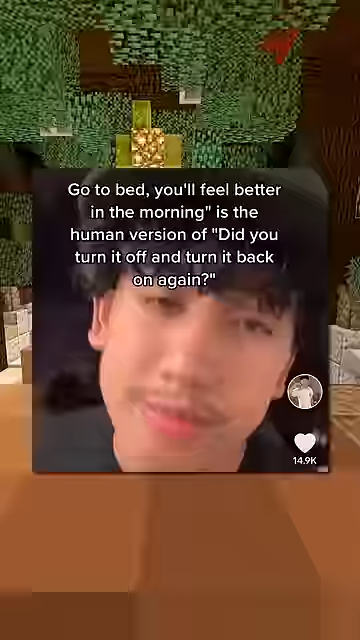 Go to bed, you'll feel better
in the morning" is the
human version of "Did you
turn it off and turn it back
on again?"
14.9K